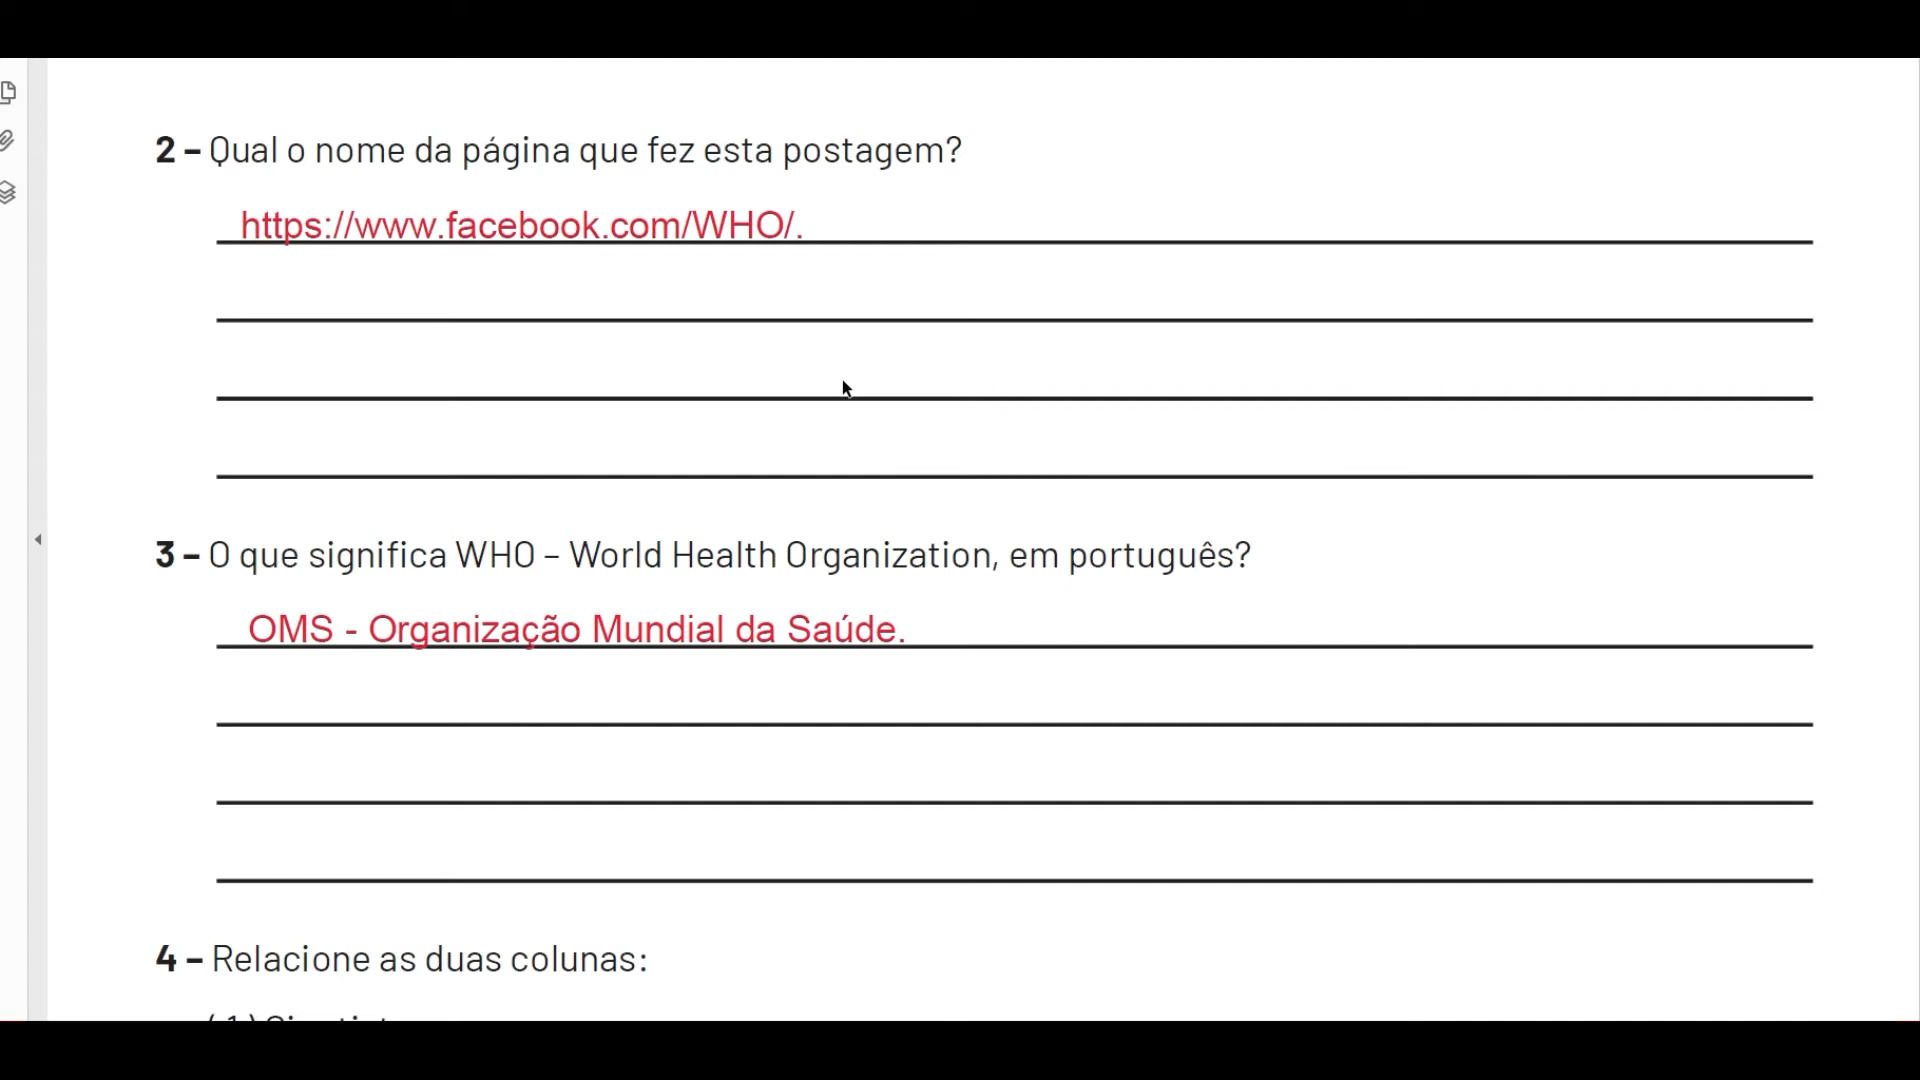 2 – Qual o nome da página que fez esta postagem?
https://www.facebook.com/WHO/.
3 – O que significa WHO – World Health Organization, em português?
OMS - Organização Mundial da Saúde.
4 – Relacione as duas colunas: